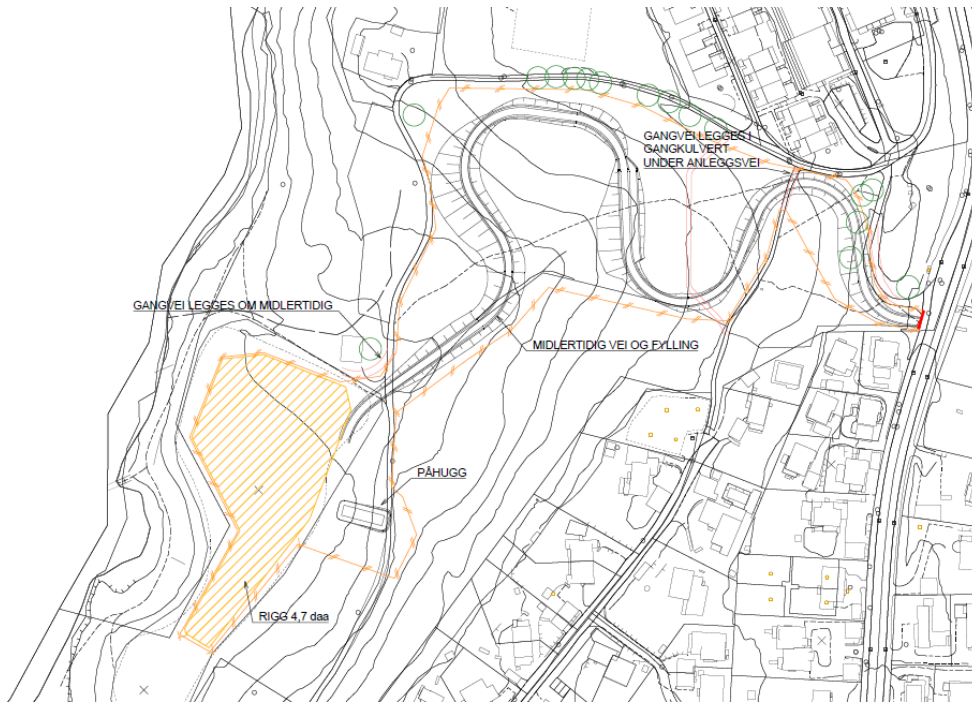 GANGVEI LEGGES I
GANGKULVERT
UNDER ANLEGGSVEI
GANGVEI LEGGES OM MIDLERTIDIG
MIDLERTIDIG VEI OG FYLLING
PÅHUGG
RIGG 4,7 daa